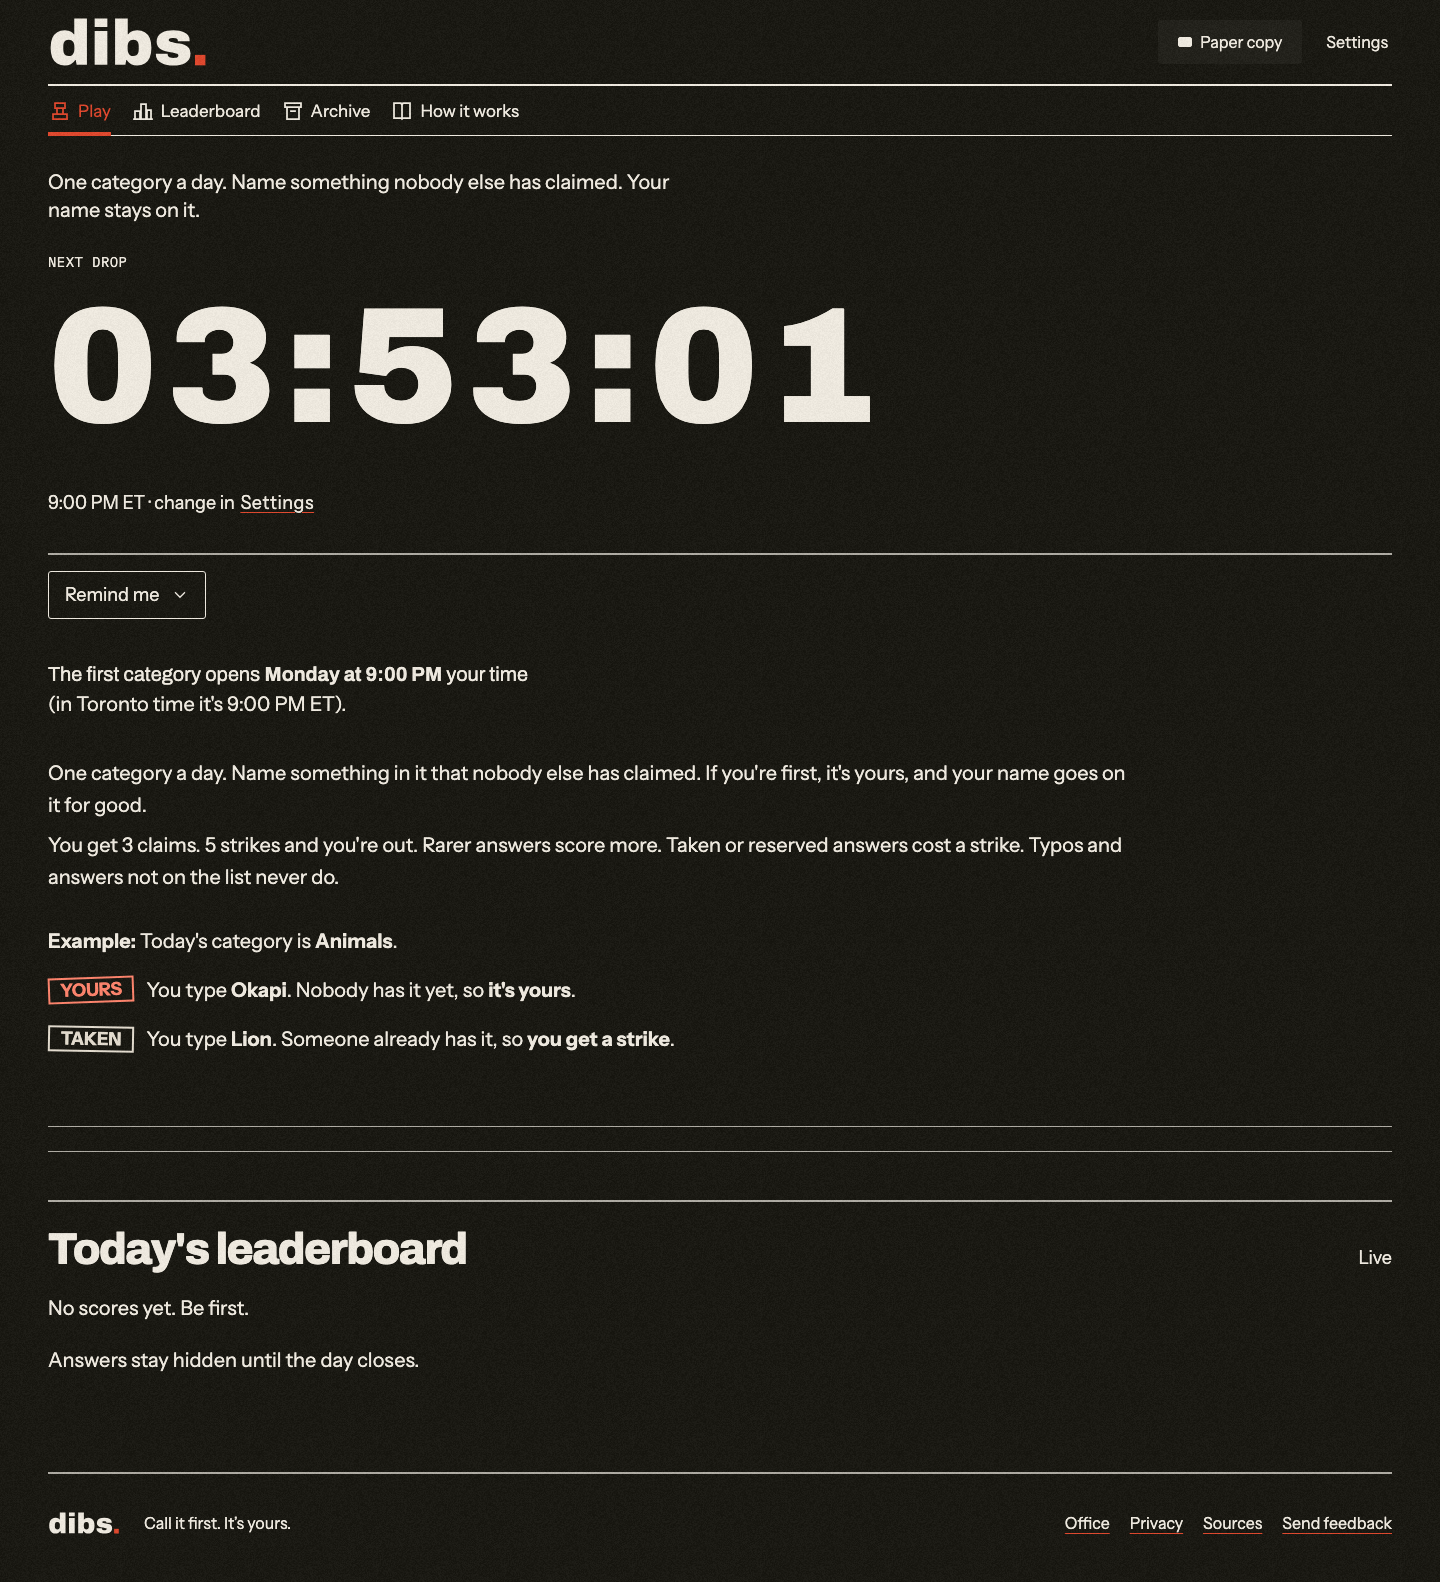 dibs.
Paper copy
Settings
Play
Leaderboard
Archive
How it works
One category a day. Name something nobody else has claimed. Your
name stays on it.
NEXT DROP
03:53:01
9:00 PM ET · change in Settings
Remind me
The first category opens Monday at 9:00 PM your time
(in Toronto time it's 9:00 PM ET).
One category a day. Name something in it that nobody else has claimed. If you're first, it's yours, and your name goes on
it for good.
You get 3 claims. 5 strikes and you're out. Rarer answers score more. Taken or reserved answers cost a strike. Typos and
answers not on the list never do.
Example: Today's category is Animals.
YOURS You type Okapi. Nobody has it yet, so it's yours.
TAKEN You type Lion. Someone already has it, so you get a strike.
Today's leaderboard
Live
No scores yet. Be first.
Answers stay hidden until the day closes.
dibs.
Call it first. It's yours.
Office
Privacy
Sources
Send feedback